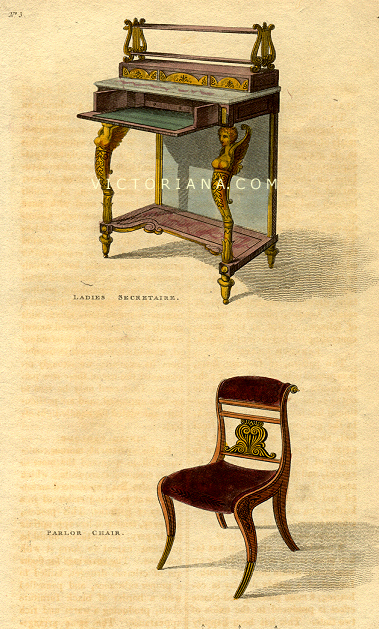 No. 3.
VICTORIANA.COM
LADIES SECRETAIRE.
PARLOR CHAIR.